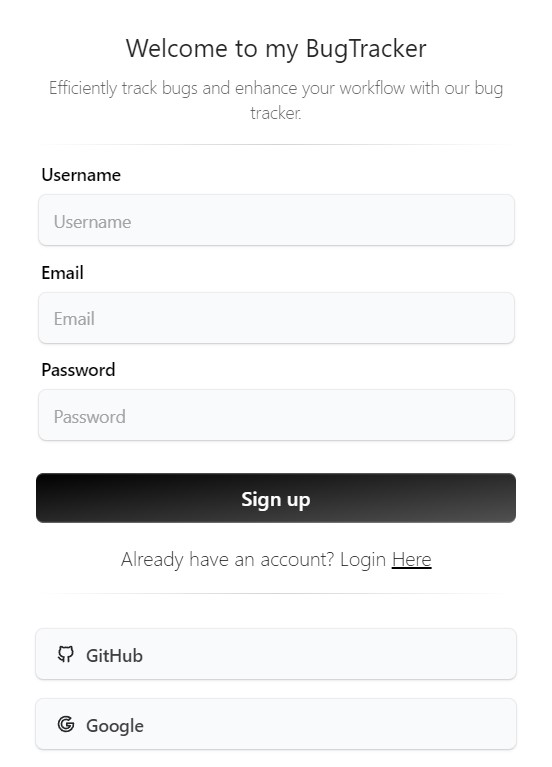 Welcome to my BugTracker
Efficiently track bugs and enhance your workflow with our bug
tracker.
Username
Username
Email
Email
Password
Password
Sign up
Already have an account? Login Here
GitHub
Google